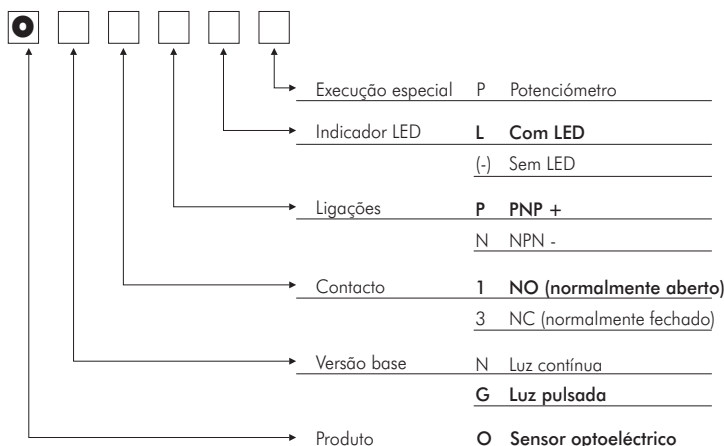 O
Execução especial P Potenciómetro
Indicador LED L Com LED
(-) Sem LED
Ligações P PNP +
N NPN -
Contacto 1 NO (normalmente aberto)
3 NC (normalmente fechado)
Versão base N Luz contínua
G Luz pulsada
Produto O Sensor optoeléctrico